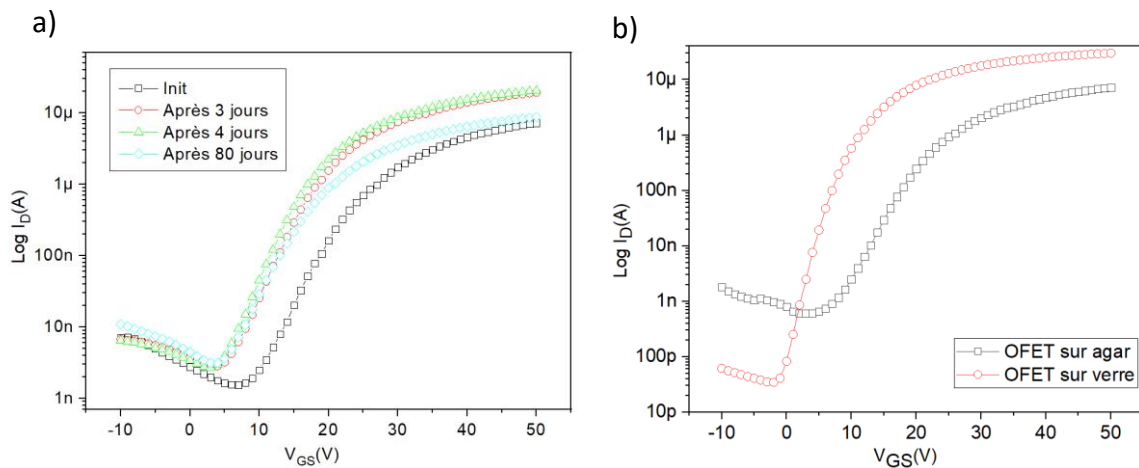 a)
Init
Après 3 jours
Après 4 jours
Après 80 jours
10µ
1µ
100n
10n
1n
Log I_D(A)
-10 0 10 20 30 40 50
V_GS(V)
b)
10µ
1µ
100n
10n
1n
100p
10p
Log I_D(A)
OFET sur agar
OFET sur verre
-10 0 10 20 30 40 50
V_GS(V)